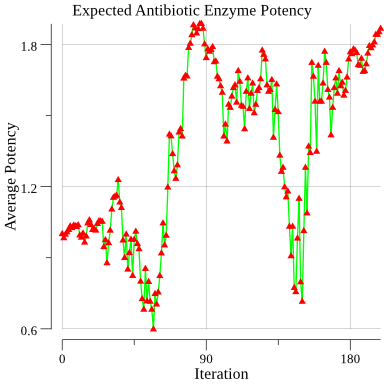 Expected Antibiotic Enzyme Potency
Average Potency
1.8
1.2
0.6
0
90
180
Iteration